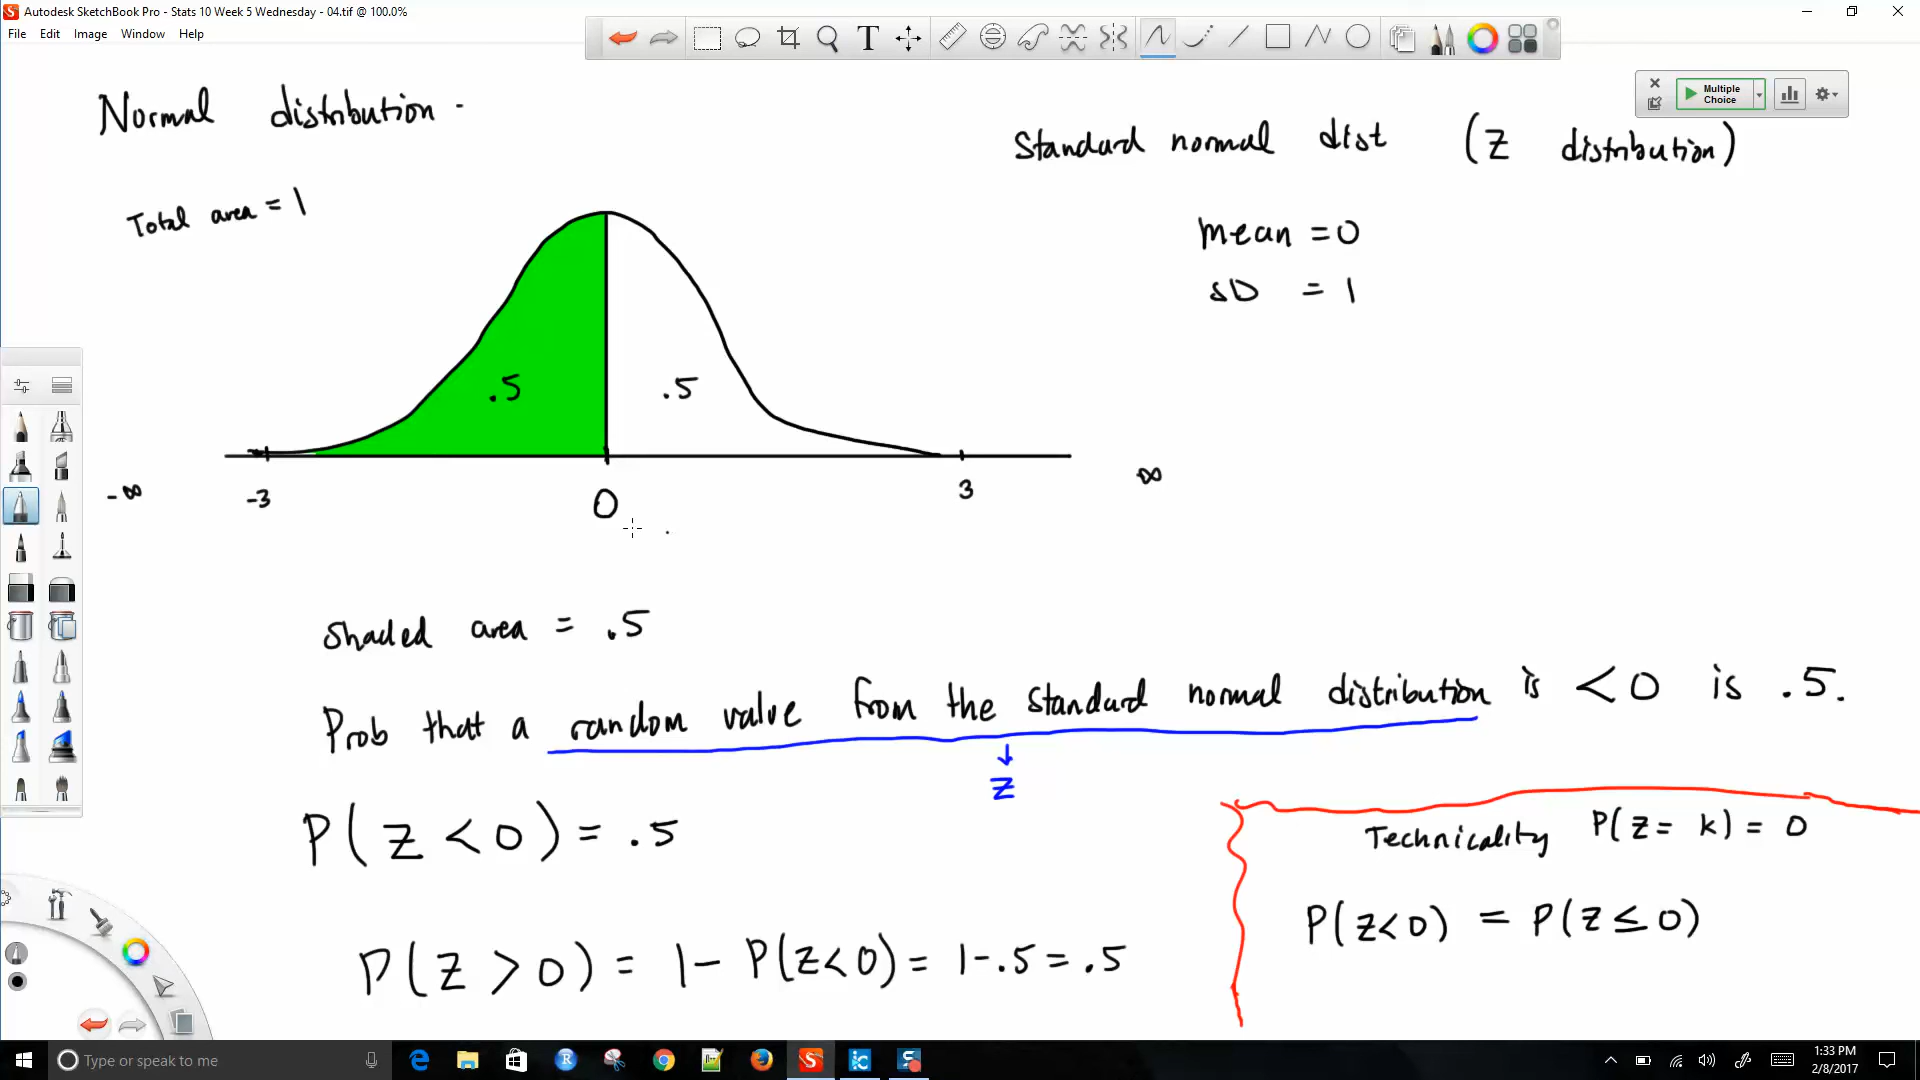 Autodesk SketchBook Pro - Stats 10 Week 5 Wednesday - 04.tif @ 100.0%
File Edit Image Window Help
Multiple
Choice
Normal distribution.
Standard normal dist (Z distribution)
Total area = 1
mean = 0
SD = 1
.5 .5
-∞ -3 0 3 ∞
Shaded area = .5
Prob that a random value from the standard normal distribution is < 0 is .5.
Z
P(Z < 0) = .5
Technicality P(Z = k) = 0
P(Z<0) = P(Z ≤ 0)
P(Z > 0) = 1 - P(Z<0) = 1-.5 = .5
Type or speak to me
1:33 PM
2/8/2017